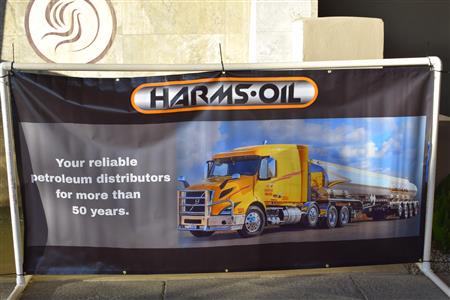 HARMS·OIL
Your reliable
petroleum distributors
for more than
50 years.